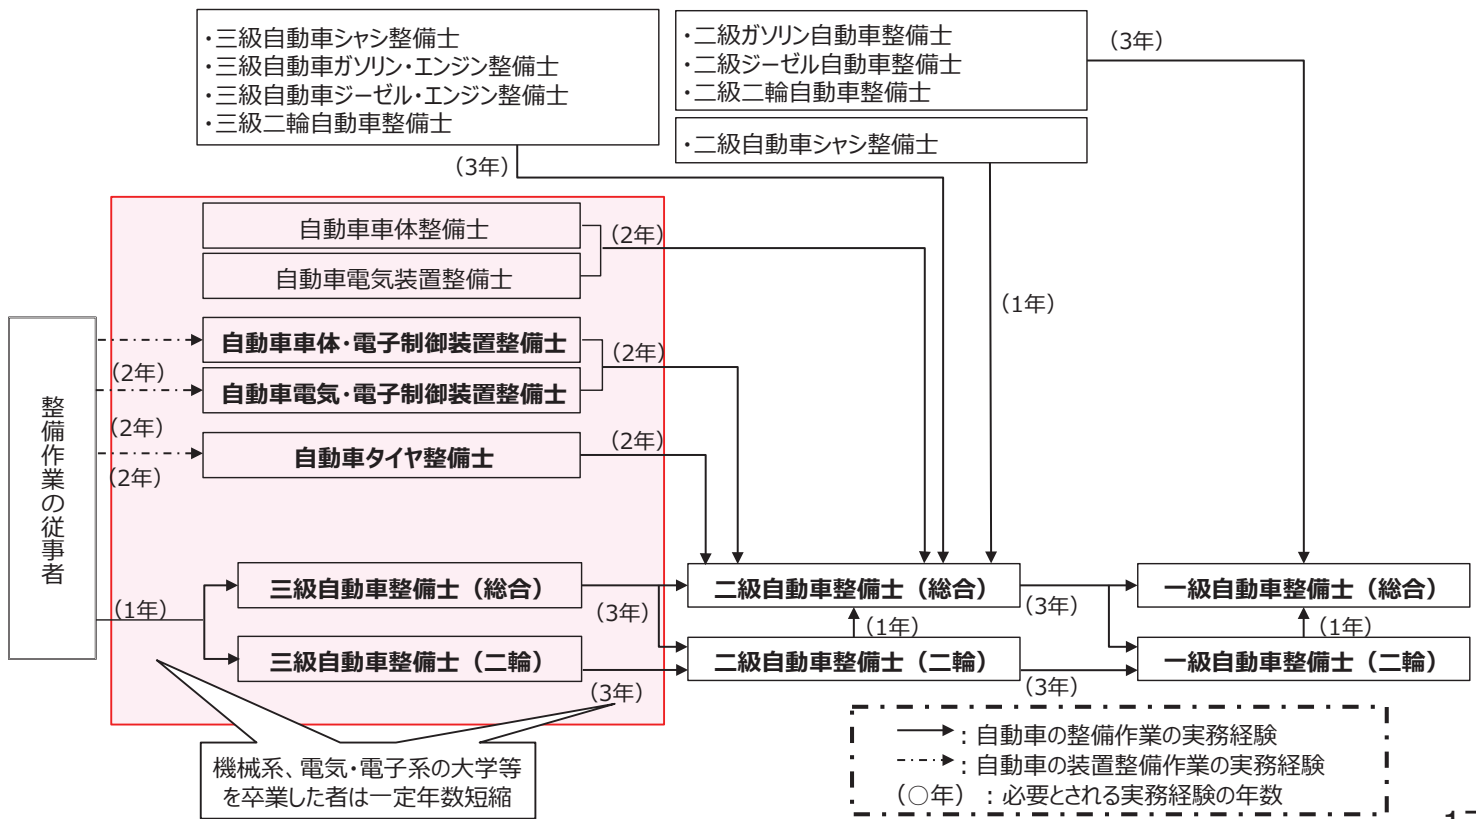 ・三級自動車シャシ整備士
・三級自動車ガソリン・エンジン整備士
・三級自動車ジーゼル・エンジン整備士
・三級二輪自動車整備士
・二級ガソリン自動車整備士
・二級ジーゼル自動車整備士
・二級二輪自動車整備士
(3年)
・二級自動車シャシ整備士
(3年)
自動車車体整備士
(2年)
自動車電気装置整備士
(1年)
自動車車体・電子制御装置整備士
(2年)
(2年)
自動車電気・電子制御装置整備士
(2年)
自動車タイヤ整備士
(2年)
(2年)
整備作業の従事者
(1年)
三級自動車整備士（総合）
(3年)
二級自動車整備士（総合）
(3年)
一級自動車整備士（総合）
(1年)
(1年)
三級自動車整備士（二輪）
(3年)
二級自動車整備士（二輪）
(3年)
一級自動車整備士（二輪）
機械系、電気・電子系の大学等
を卒業した者は一定年数短縮
：自動車の整備作業の実務経験
：自動車の装置整備作業の実務経験
(○年) ：必要とされる実務経験の年数